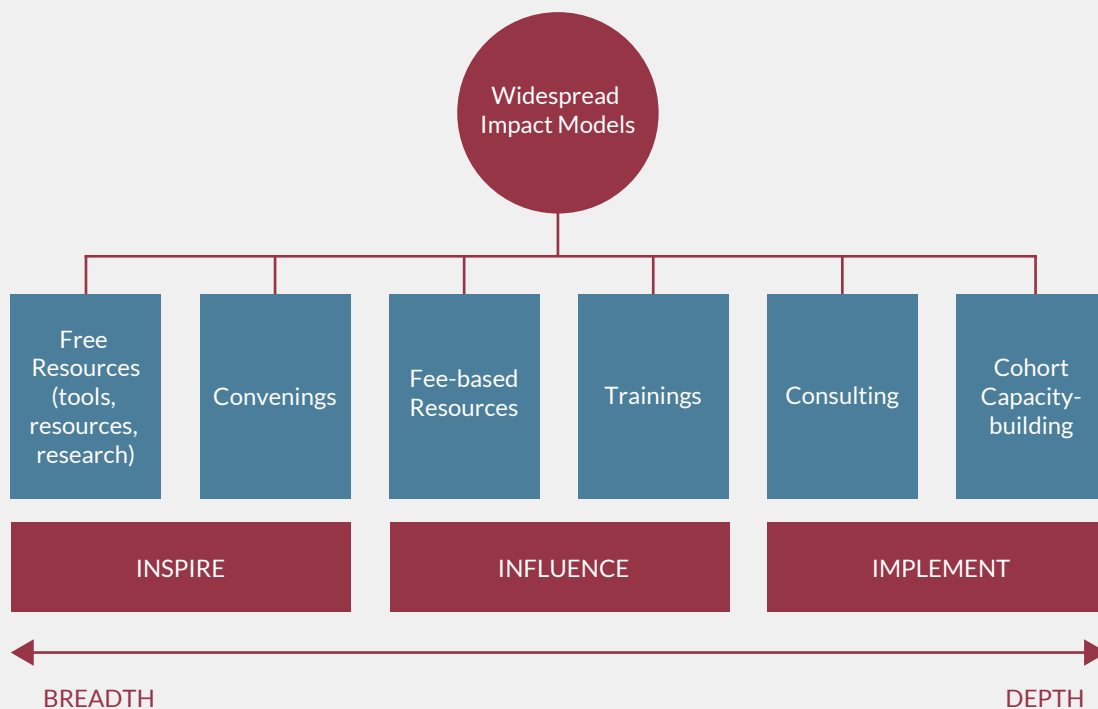 Widespread
Impact Models
Free
Resources
(tools,
resources,
research)
Convenings
Fee-based
Resources
Trainings
Consulting
Cohort
Capacity-
building
INSPIRE
INFLUENCE
IMPLEMENT
BREADTH
DEPTH